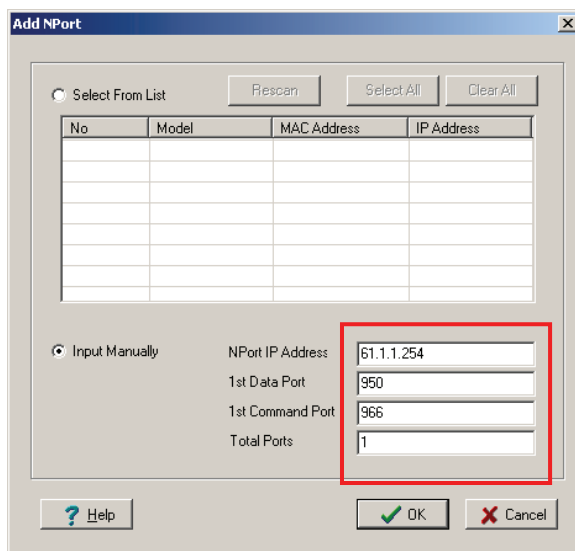 Add NPort
Select From List
Rescan
Select All
Clear All
No Model MAC Address IP Address
Input Manually
NPort IP Address 61.1.1.254
1st Data Port 950
1st Command Port 966
Total Ports 1
? Help
OK
Cancel